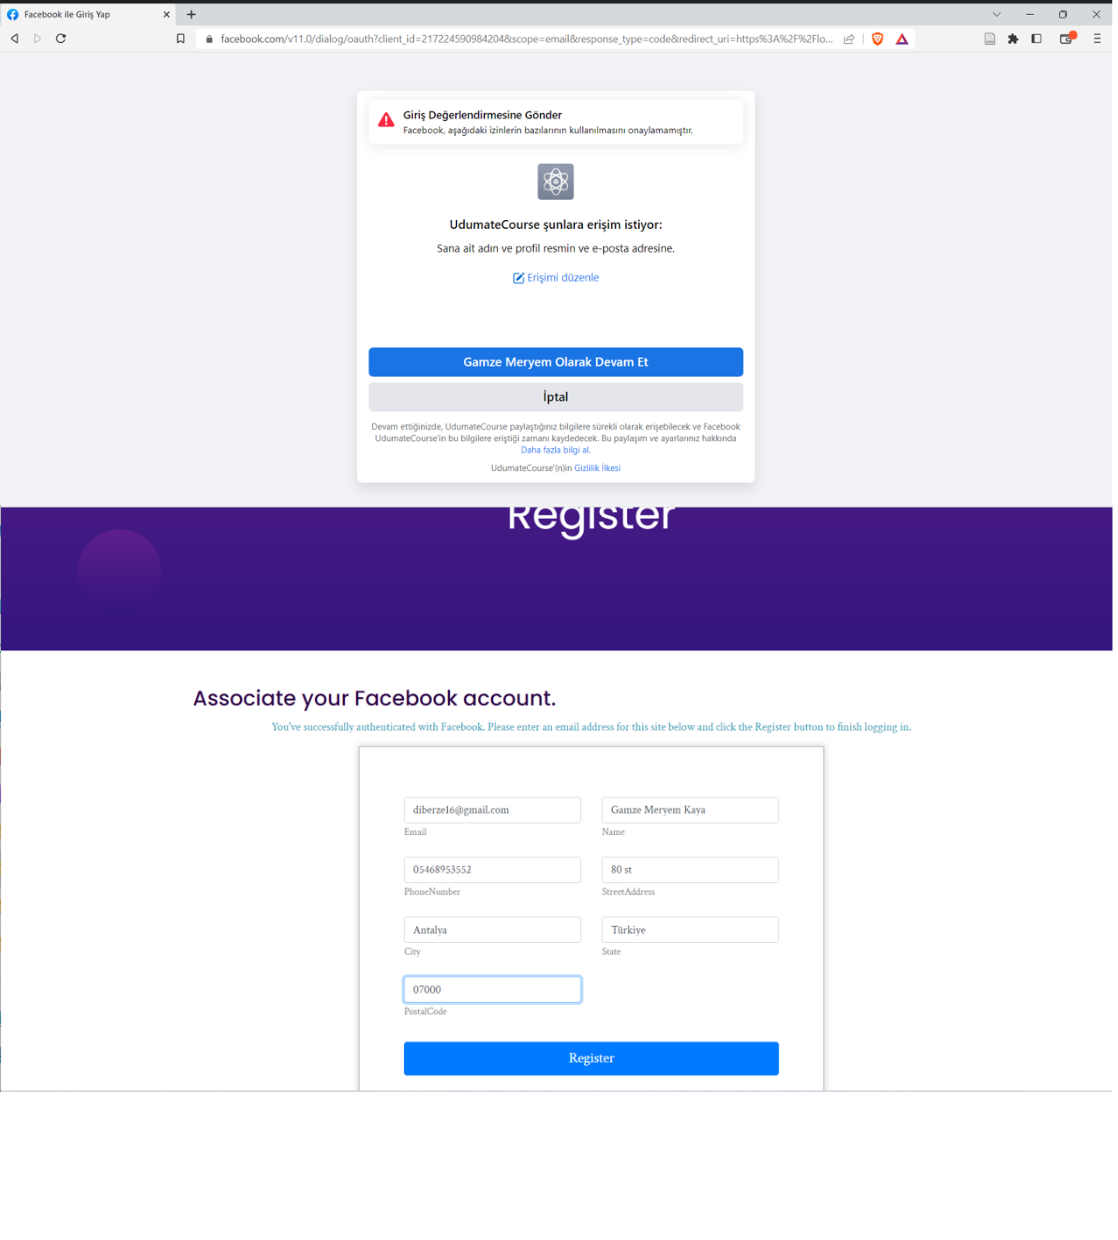 Facebook ile Giriş Yap
facebook.com/v11.0/dialog/oauth?client_id=217224590984204&scope=email&response_type=code&redirect_uri=https%3A%2F%2Flo...
Giriş Değerlendirmesine Gönder
Facebook, aşağıdaki izinlerin bazılarının kullanılmasını onaylamamıştır.
UdumateCourse şunlara erişim istiyor:
Sana ait adın ve profil resmin ve e-posta adresine.
Erişimi düzenle
Gamze Meryem Olarak Devam Et
İptal
Devam ettiğinizde, UdumateCourse paylaştığınız bilgilere sürekli olarak erişebilecek ve Facebook
UdumateCourse'in bu bilgilere eriştiği zamanı kaydedecek. Bu paylaşım ve ayarlarınız hakkında
Daha fazla bilgi al.
UdumateCourse'(n)in Gizlilik İlkesi
Register
Associate your Facebook account.
You've successfully authenticated with Facebook. Please enter an email address for this site below and click the Register button to finish logging in.
diberze16@gmail.com
Gamze Meryem Kaya
Email
Name
05468953552
80 st
PhoneNumber
StreetAddress
Antalya
Türkiye
City
State
07000
PostalCode
Register